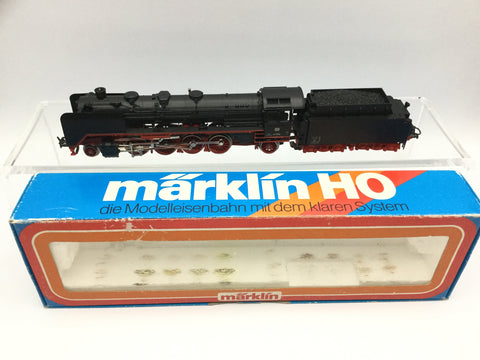 märklin HO
die Modelleisenbahn mit dem klaren System
märklin